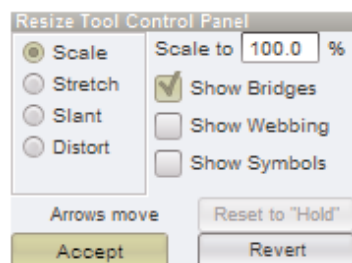 Resize Tool Control Panel
Scale
Stretch
Slant
Distort
Scale to 100.0 %
Show Bridges
Show Webbing
Show Symbols
Arrows move
Reset to "Hold"
Accept
Revert